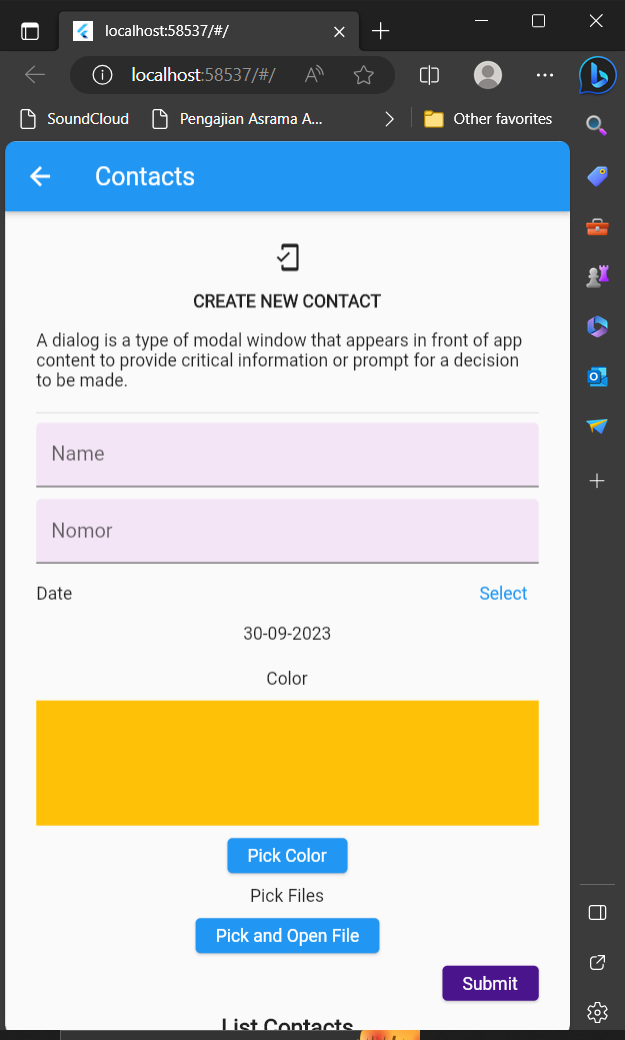 localhost:58537/#/
localhost:58537/#/
SoundCloud
Pengajian Asrama A...
Other favorites
Contacts
CREATE NEW CONTACT
A dialog is a type of modal window that appears in front of app
content to provide critical information or prompt for a decision
to be made.
Name
Nomor
Date
Select
30-09-2023
Color
Pick Color
Pick Files
Pick and Open File
Submit
List Contacts